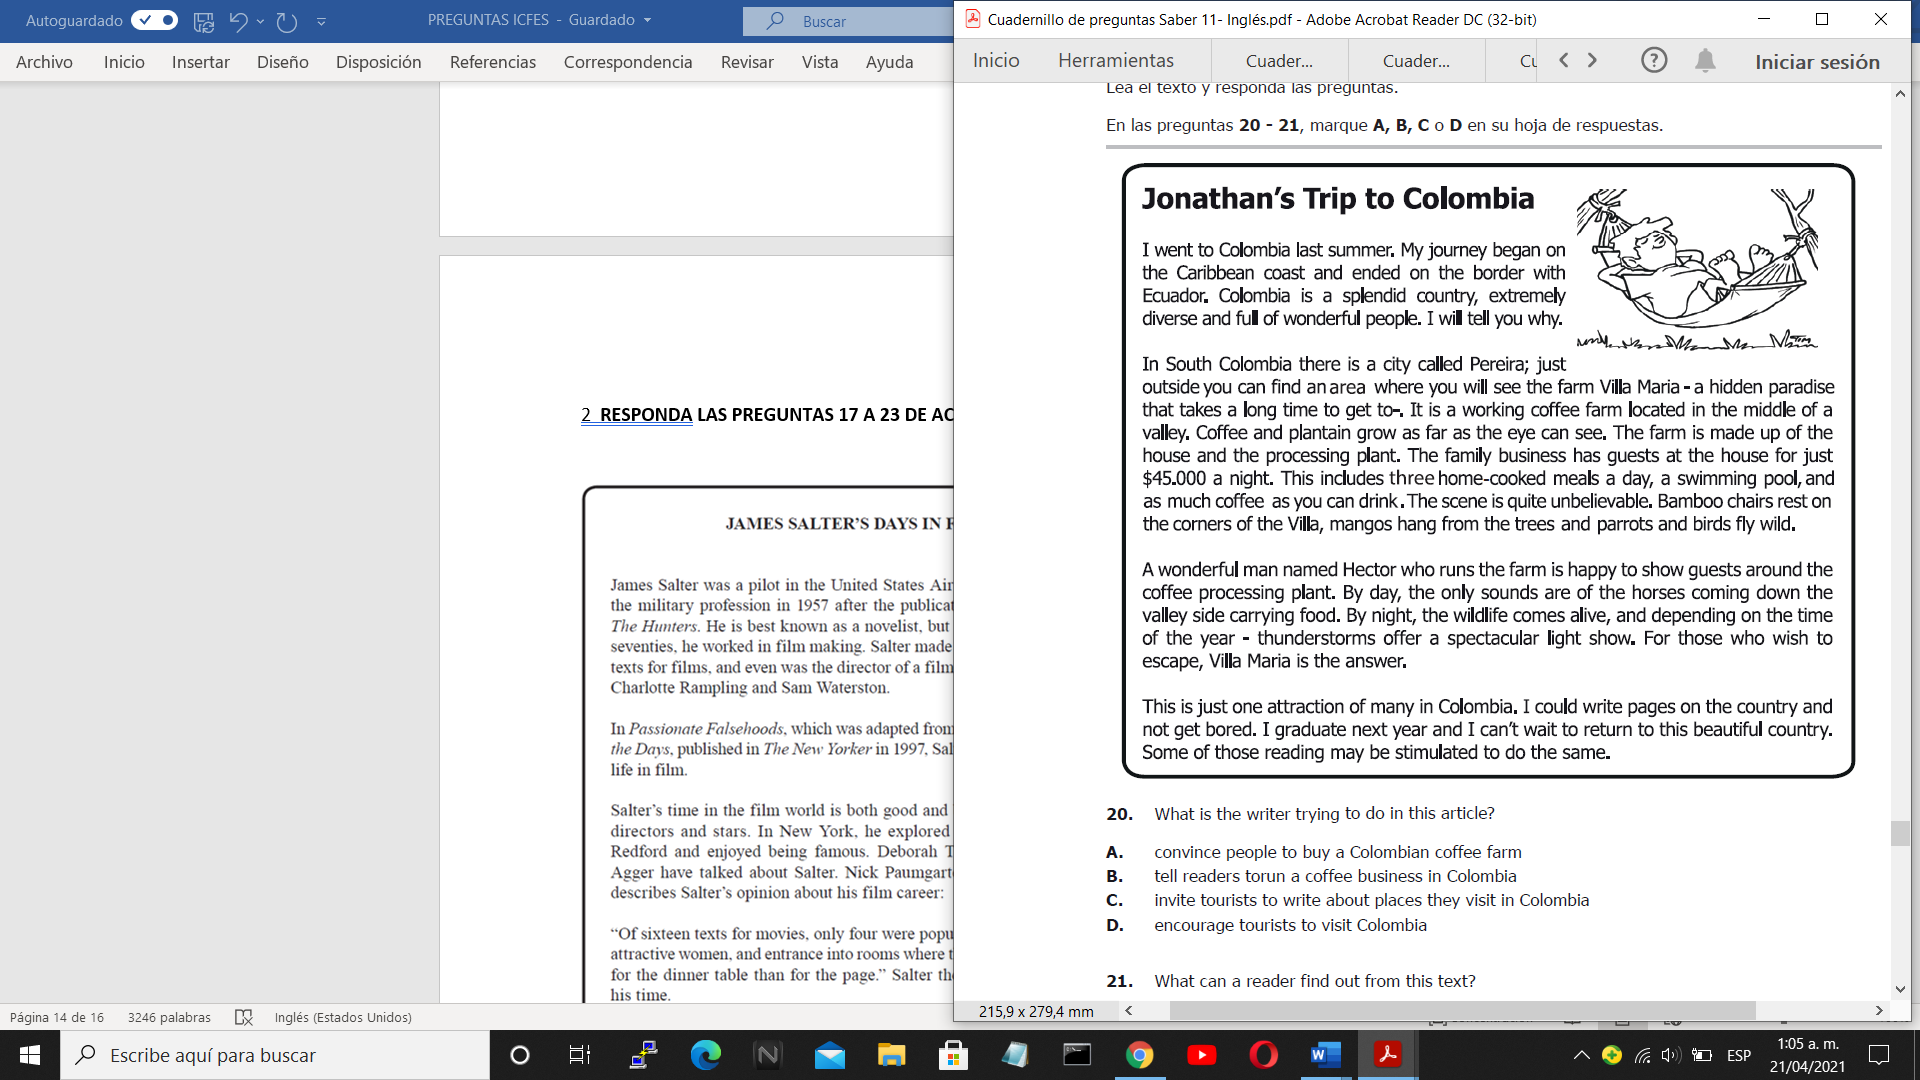 Autoguardado
PREGUNTAS ICFES - Guardado
Buscar
Archivo Inicio Insertar Diseño Disposición Referencias Correspondencia Revisar Vista Ayuda
2 RESPONDA LAS PREGUNTAS 17 A 23 DE AC
JAMES SALTER'S DAYS IN F
James Salter was a pilot in the United States Air
the military profession in 1957 after the publicat
The Hunters. He is best known as a novelist, but
seventies, he worked in film making. Salter made
texts for films, and even was the director of a film
Charlotte Rampling and Sam Waterston.
In Passionate Falsehoods, which was adapted from
the Days, published in The New Yorker in 1997, Sal
life in film.
Salter's time in the film world is both good and
directors and stars. In New York, he explored
Redford and enjoyed being famous. Deborah T
Agger have talked about Salter. Nick Paumgart
describes Salter's opinion about his film career:
"Of sixteen texts for movies, only four were popu
attractive women, and entrance into rooms where t
for the dinner table than for the page." Salter th
his time.
Página 14 de 16 3246 palabras Inglés (Estados Unidos)
Cuadernillo de preguntas Saber 11- Inglés.pdf - Adobe Acrobat Reader DC (32-bit)
Inicio Herramientas Cuader... Cuader... Cu Iniciar sesión
Lea el texto y responda las preguntas.
En las preguntas 20 - 21, marque A, B, C o D en su hoja de respuestas.
Jonathan's Trip to Colombia
I went to Colombia last summer. My journey began on
the Caribbean coast and ended on the border with
Ecuador. Colombia is a splendid country, extremely
diverse and full of wonderful people. I will tell you why.
In South Colombia there is a city called Pereira; just
outside you can find an area where you will see the farm Villa Maria - a hidden paradise
that takes a long time to get to-. It is a working coffee farm located in the middle of a
valley. Coffee and plantain grow as far as the eye can see. The farm is made up of the
house and the processing plant. The family business has guests at the house for just
$45.000 a night. This includes three home-cooked meals a day, a swimming pool, and
as much coffee as you can drink. The scene is quite unbelievable. Bamboo chairs rest on
the corners of the Villa, mangos hang from the trees and parrots and birds fly wild.
A wonderful man named Hector who runs the farm is happy to show guests around the
coffee processing plant. By day, the only sounds are of the horses coming down the
valley side carrying food. By night, the wildlife comes alive, and depending on the time
of the year - thunderstorms offer a spectacular light show. For those who wish to
escape, Villa Maria is the answer.
This is just one attraction of many in Colombia. I could write pages on the country and
not get bored. I graduate next year and I can't wait to return to this beautiful country.
Some of those reading may be stimulated to do the same.
20. What is the writer trying to do in this article?
A. convince people to buy a Colombian coffee farm
B. tell readers torun a coffee business in Colombia
C. invite tourists to write about places they visit in Colombia
D. encourage tourists to visit Colombia
21. What can a reader find out from this text?
215,9 x 279,4 mm
Escribe aquí para buscar
ESP
1:05 a. m.
21/04/2021